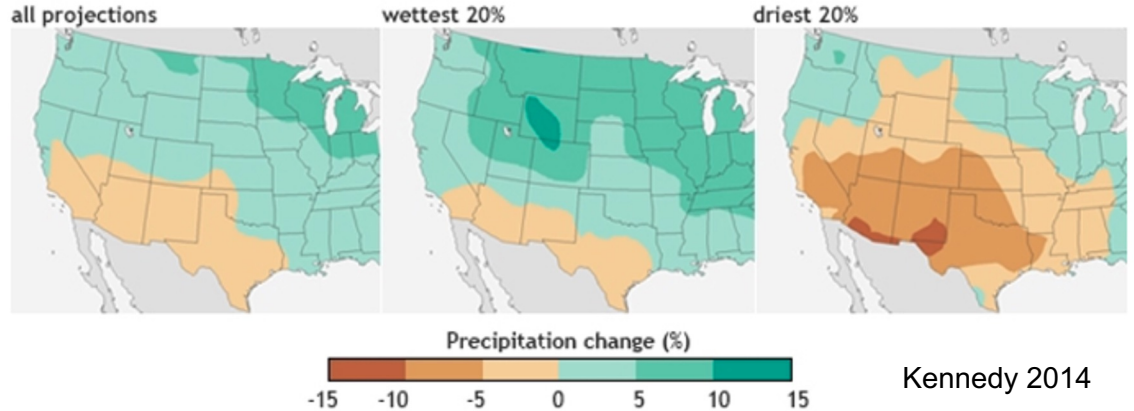 all projections
wettest 20%
driest 20%
Precipitation change (%)
-15 -10 -5 0 5 10 15
Kennedy 2014